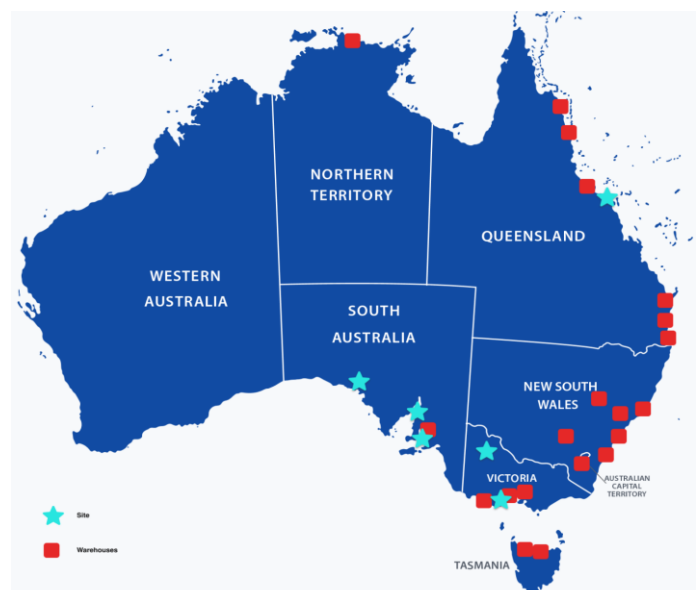 NORTHERN
TERRITORY
QUEENSLAND
WESTERN
AUSTRALIA
SOUTH
AUSTRALIA
NEW SOUTH
WALES
VICTORIA
AUSTRALIAN
CAPITAL
TERRITORY
Site
Warehouses
TASMANIA